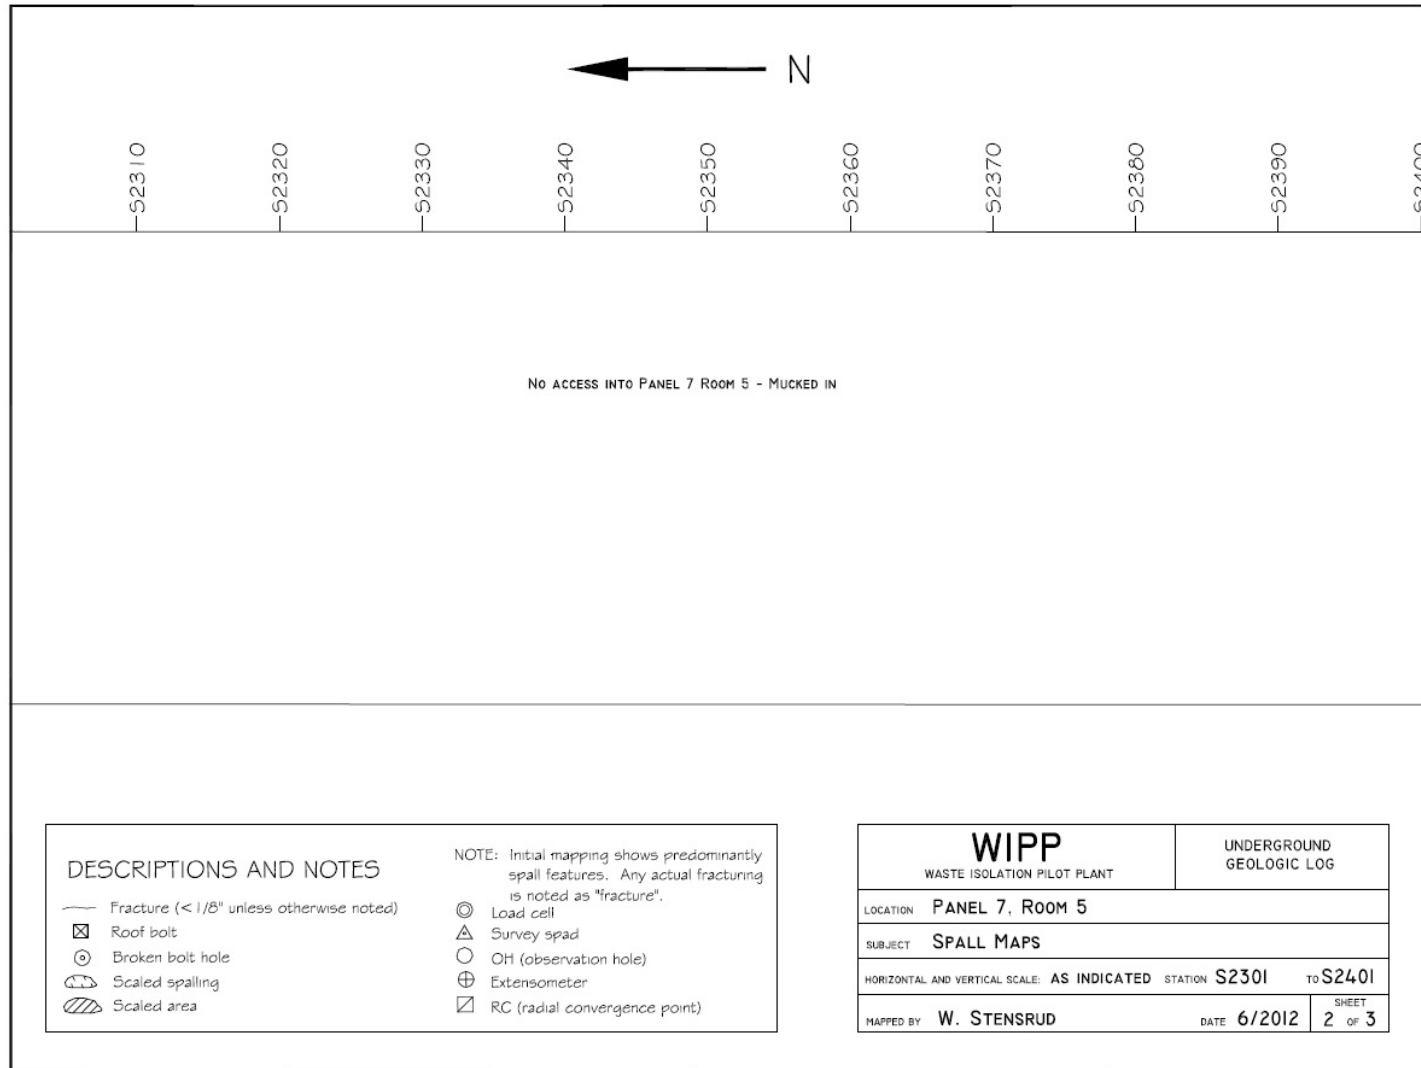 N
S2310
S2320
S2330
S2340
S2350
S2360
S2370
S2380
S2390
S2400
No access into Panel 7 Room 5 - Mucked in
DESCRIPTIONS AND NOTES
Fracture (< 1/8" unless otherwise noted)
Roof bolt
Broken bolt hole
Scaled spalling
Scaled area
NOTE: Initial mapping shows predominantly
spall features. Any actual fracturing
is noted as "fracture".
Load cell
Survey spad
OH (observation hole)
Extensometer
RC (radial convergence point)
WIPP
WASTE ISOLATION PILOT PLANT
UNDERGROUND
GEOLOGIC LOG
LOCATION PANEL 7, ROOM 5
SUBJECT SPALL MAPS
HORIZONTAL AND VERTICAL SCALE: AS INDICATED STATION S2301 TO S2401
MAPPED BY W. STENSRUD DATE 6/2012
SHEET
2 OF 3